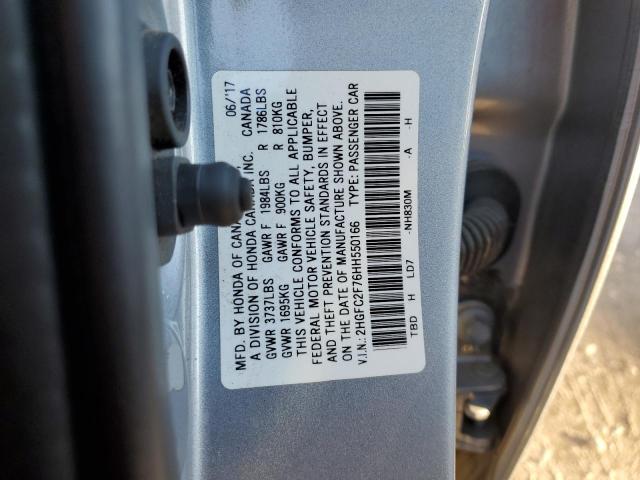 MFD. BY HONDA OF CANA 06/'17
A DIVISION OF HONDA CANADA INC. CANADA
GVWR 3737LBS GAWR F 1984LBS R 1786LBS
GVWR 1695KG GAWR F 900KG R 810KG
THIS VEHICLE CONFORMS TO ALL APPLICABLE
FEDERAL MOTOR VEHICLE SAFETY, BUMPER,
AND THEFT PREVENTION STANDARDS IN EFFECT
ON THE DATE OF MANUFACTURE SHOWN ABOVE.
V.I.N.: 2HGFC2F76HH550166 TYPE: PASSENGER CAR
TBD H LD7 -NH830M -A -H